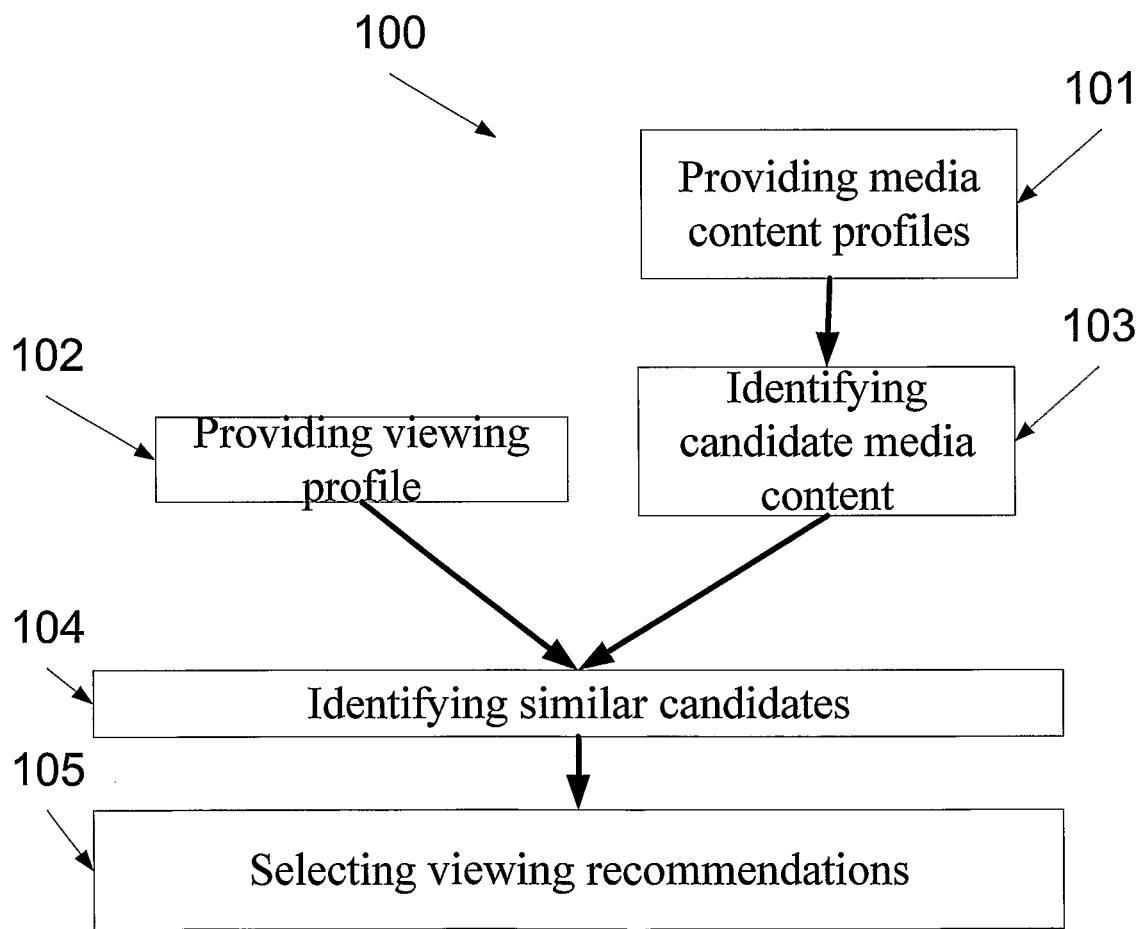 100
101
Providing media
content profiles
103
102
Identifying
candidate media
content
Providing viewing
profile
104
Identifying similar candidates
105
Selecting viewing recommendations